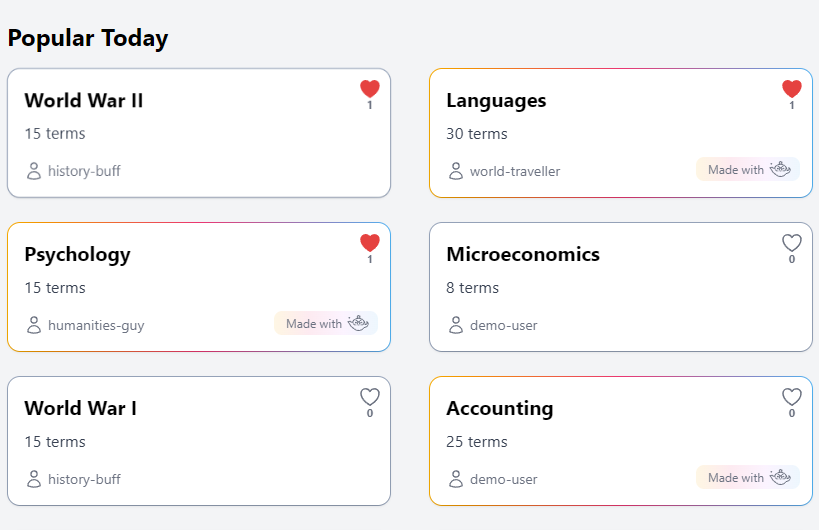 Popular Today
World War II
1
15 terms
history-buff
Languages
1
30 terms
world-traveller
Made with
Psychology
1
15 terms
humanities-guy
Made with
Microeconomics
0
8 terms
demo-user
World War I
0
15 terms
history-buff
Accounting
0
25 terms
demo-user
Made with